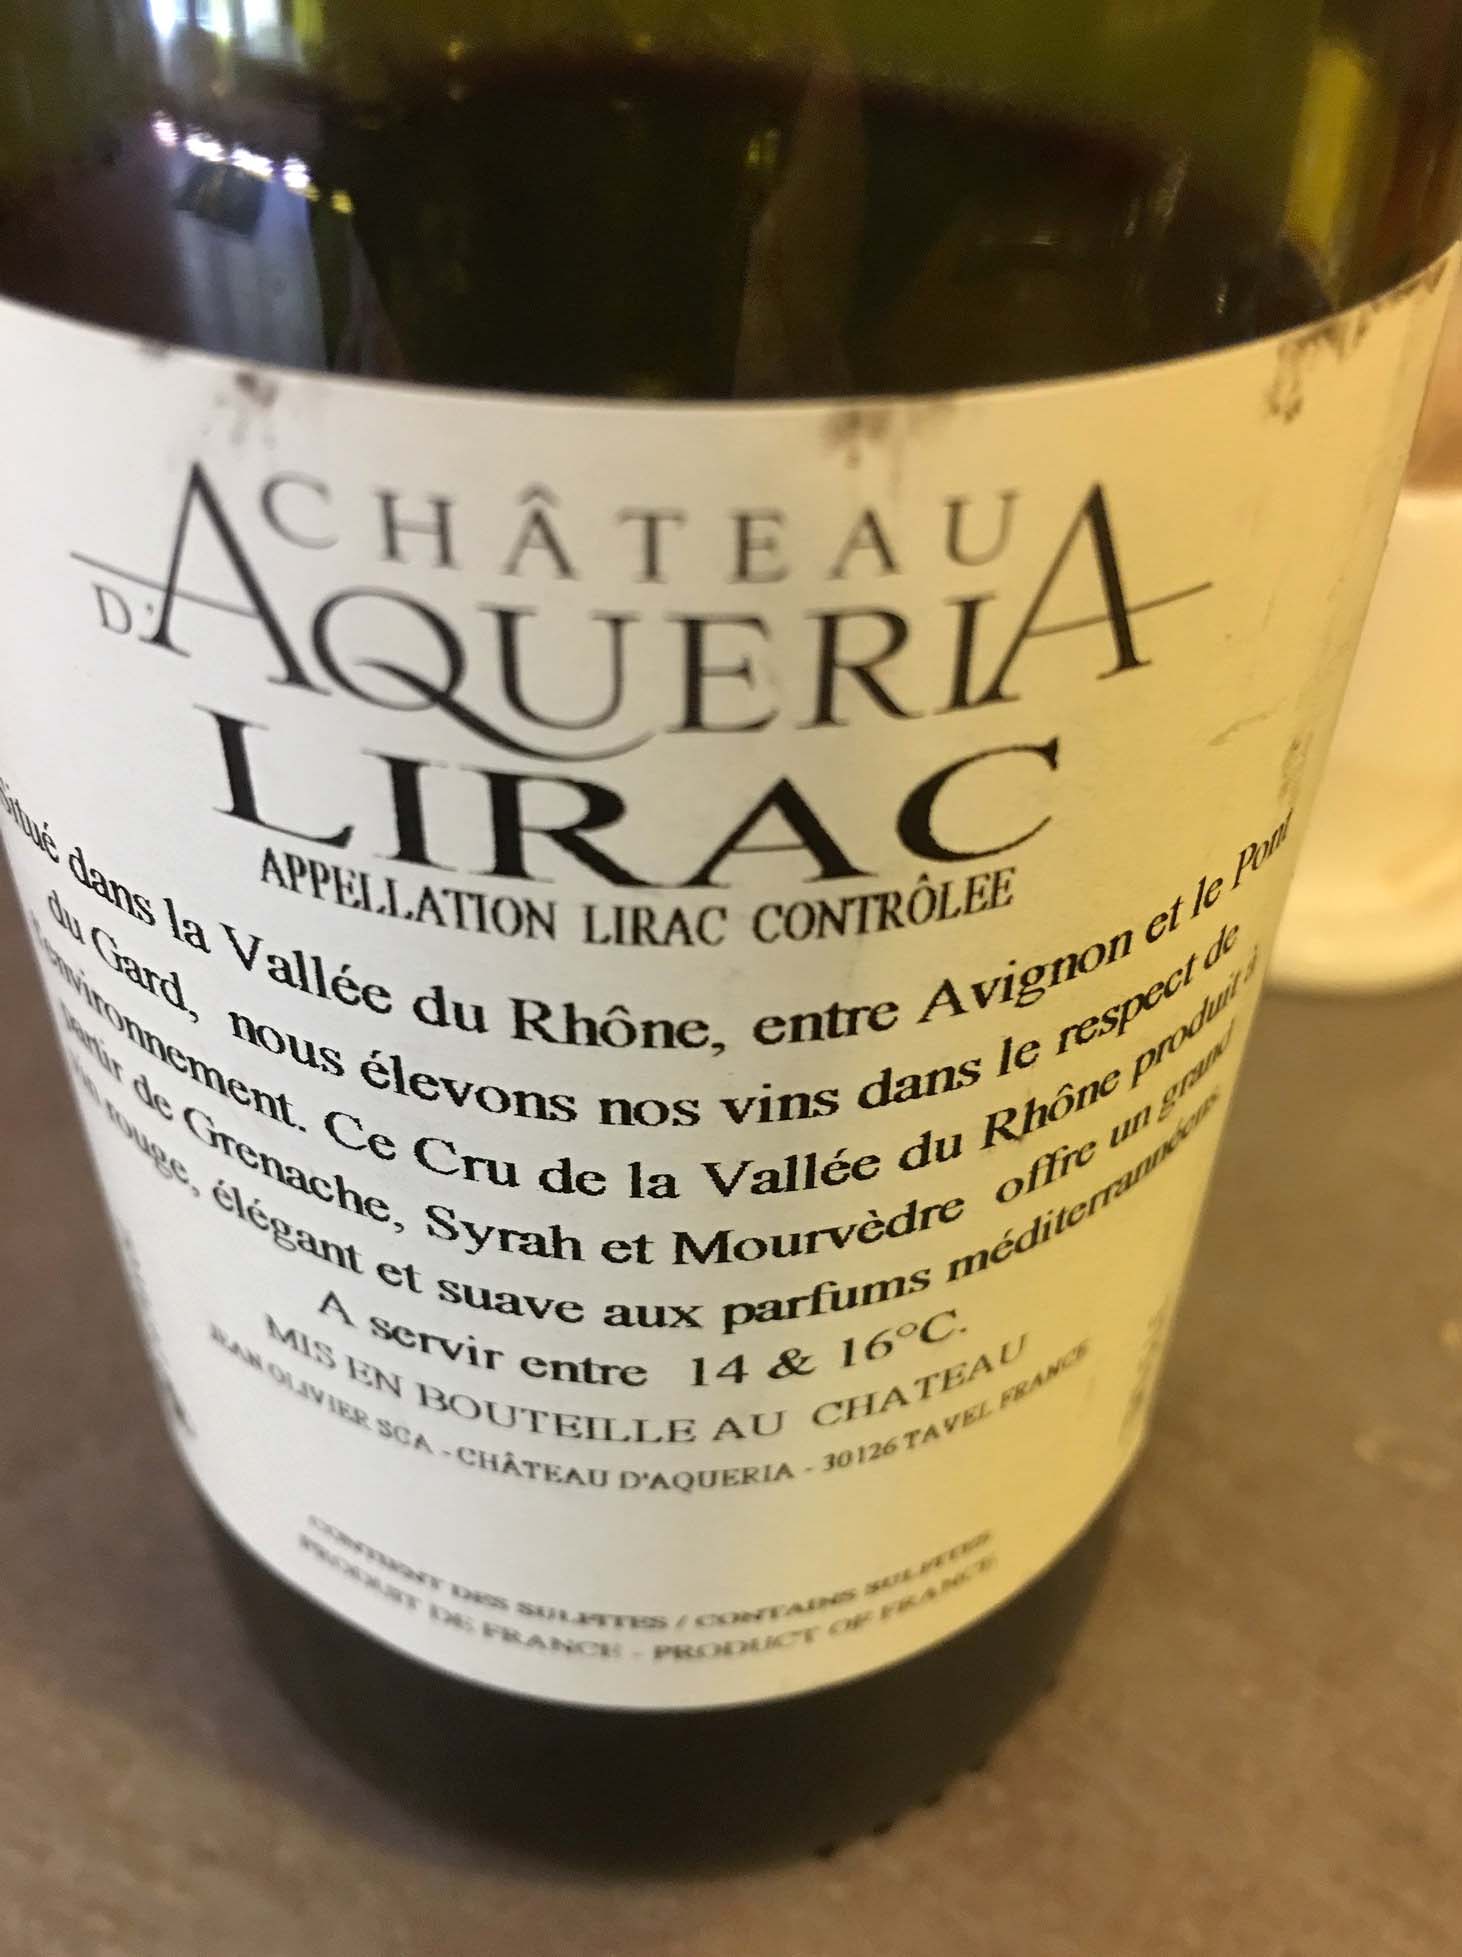 CHÂTEAU
D'AQUERIA
LIRAC
APPELLATION LIRAC CONTRÔLEE
Situé dans la Vallée du Rhône, entre Avignon et le Pont
du Gard, nous élevons nos vins dans le respect de
l'environnement. Ce Cru de la Vallée du Rhône produit à
partir de Grenache, Syrah et Mourvèdre offre un grand
vin rouge, élégant et suave aux parfums méditerrannéens.
A servir entre 14 & 16°C.
MIS EN BOUTEILLE AU CHATEAU
JEAN OLIVIER SCA - CHÂTEAU D'AQUERIA - 30126 TAVEL FRANCE
CONTIENT DES SULFITES / CONTAINS SULFITES
PRODUIT DE FRANCE - PRODUCT OF FRANCE